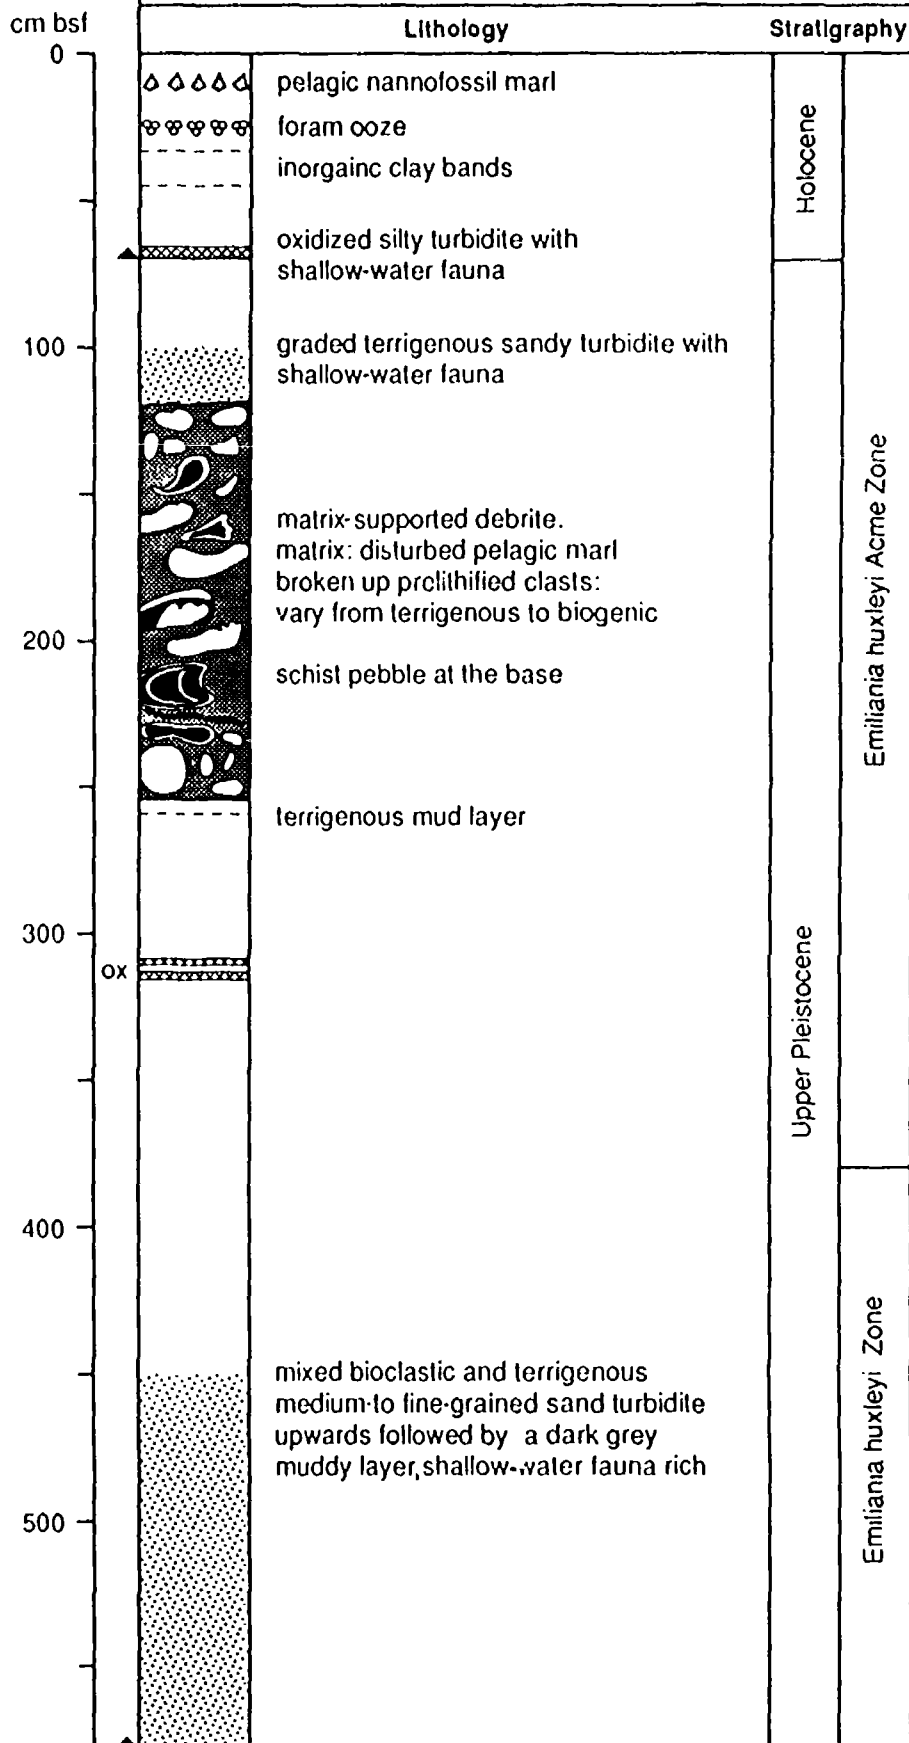 cm bsf
Lithology
Stratigraphy
0
pelagic nannofossil marl
foram ooze
inorgainc clay bands
oxidized silty turbidite with
shallow-water fauna
100
graded terrigenous sandy turbidite with
shallow-water fauna
matrix-supported debrite.
matrix: disturbed pelagic marl
broken up prelithified clasts:
vary from terrigenous to biogenic
200
schist pebble at the base
terrigenous mud layer
300
ox
400
mixed bioclastic and terrigenous
medium-to fine-grained sand turbidite
upwards followed by a dark grey
muddy layer, shallow-water fauna rich
500
Holocene
Upper Pleistocene
Emiliania huxleyi Acme Zone
Emiliania huxleyi Zone